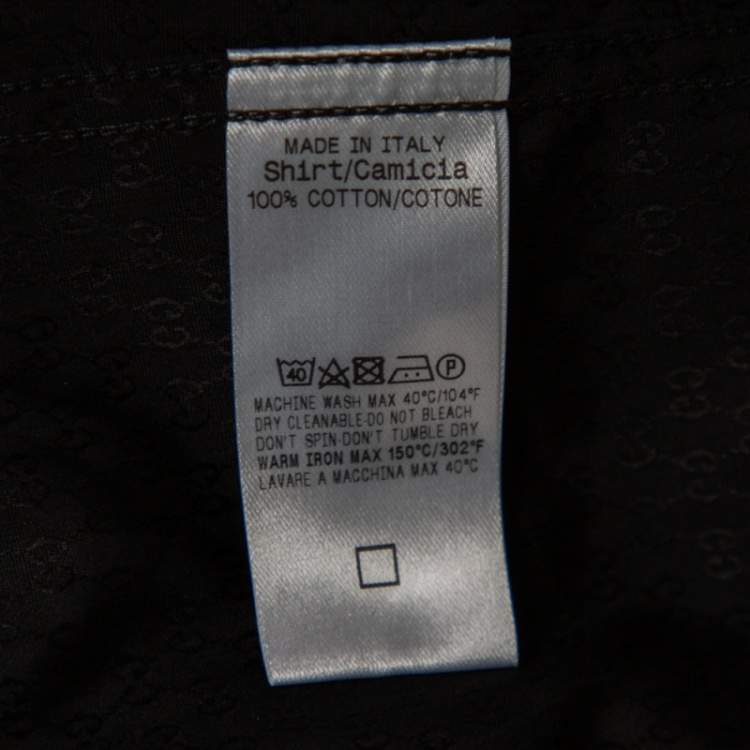 MADE IN ITALY
Shirt/Camicia
100% COTTON/COTONE
40 P
MACHINE WASH MAX 40°C/104°F
DRY CLEANABLE-DO NOT BLEACH
DON'T SPIN-DON'T TUMBLE DRY
WARM IRON MAX 150°C/302°F
LAVARE A MACCHINA MAX 40°C